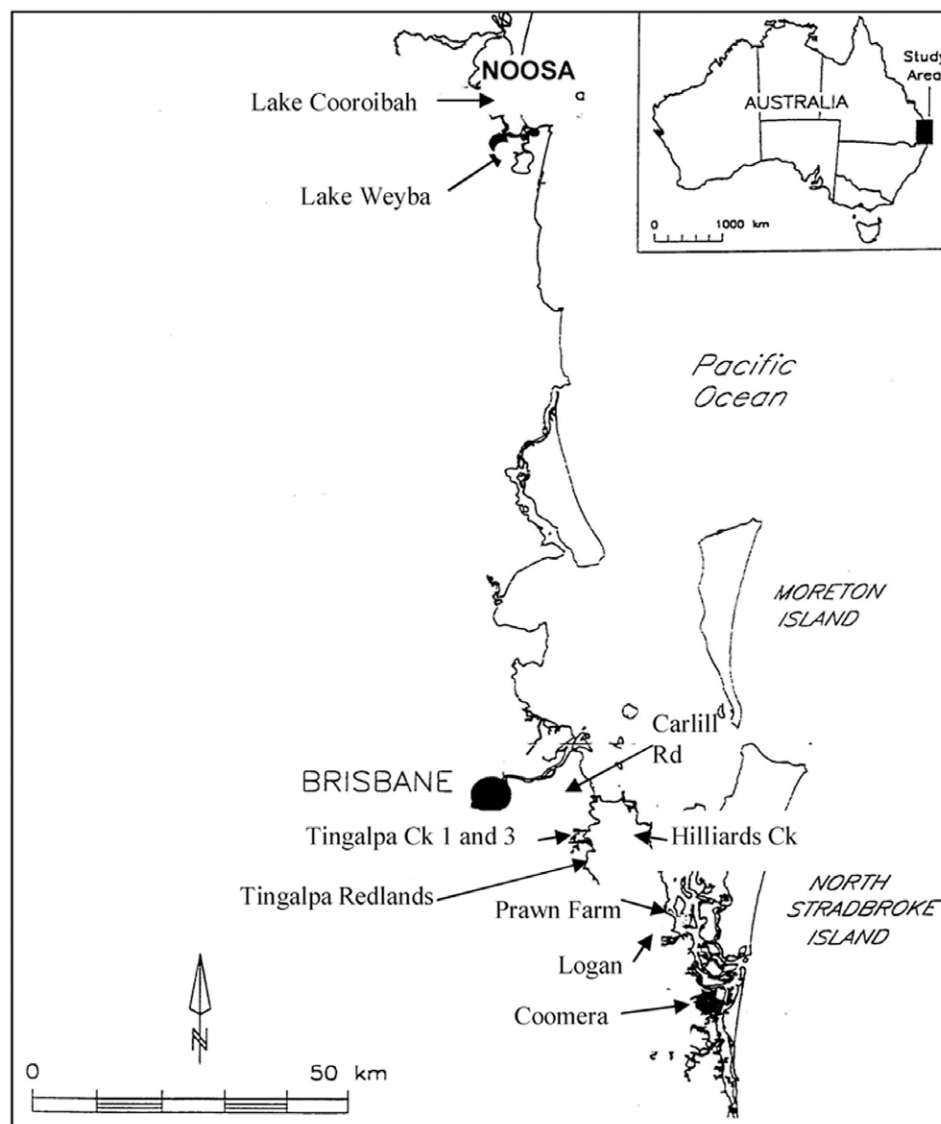 NOOSA
Lake Cooroibah
a
Lake Weyba
Study
Area
AUSTRALIA
0 1000 km
Pacific
Ocean
MORETON
ISLAND
Carlill
Rd
BRISBANE
Tingalpa Ck 1 and 3
Hilliards Ck
Tingalpa Redlands
NORTH
STRADBROKE
ISLAND
Prawn Farm
Logan
Coomera
N
0 50 km